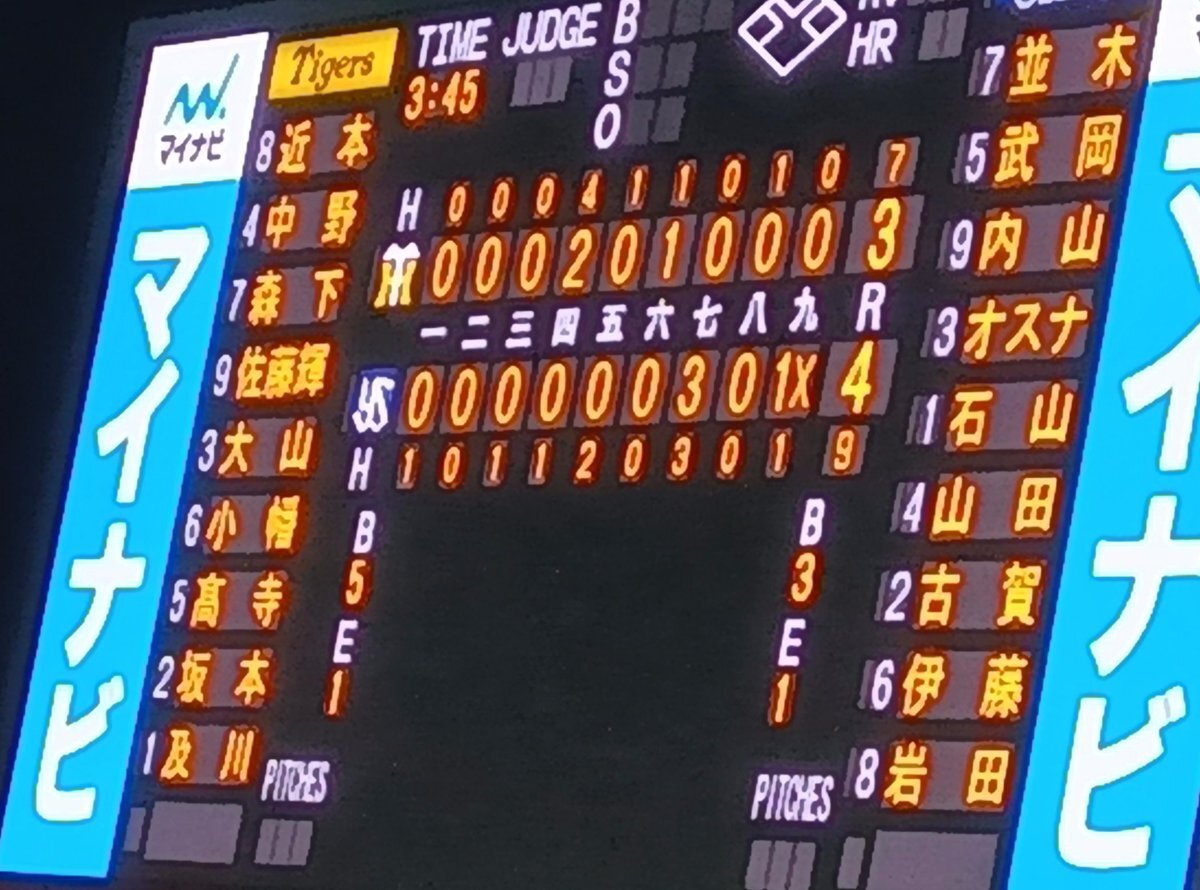 マイナビ
マイナビ
Tigers
TIME JUDGE
3:45
B
S
O
HR
8 近本
4 中野
7 森下
9 佐藤輝
3 大山
6 小幡
5 髙寺
2 坂本
1 及川
PITCHES
H 0 0 0 4 1 1 0 1 0 7
0 0 0 2 0 1 0 0 0 3
一 二 三 四 五 六 七 八 九 R
YS 0 0 0 0 0 0 3 0 1X 4
H 1 0 1 1 2 0 3 0 1 9
B 5
E 1
B 3
E 1
PITCHES
7 並木
5 武岡
9 内山
3 オスナ
1 石山
4 山田
2 古賀
6 伊藤
8 岩田
マイナビ